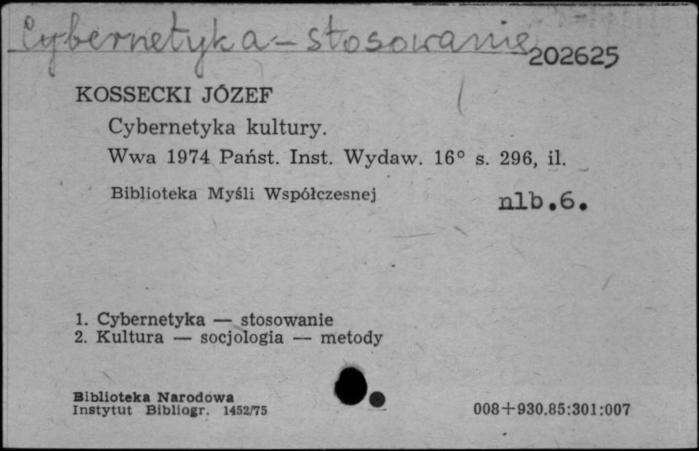 Cybernetyka – stosowanie
202625
KOSSECKI JÓZEF
Cybernetyka kultury.
Wwa 1974 Państ. Inst. Wydaw. 16° s. 296, il.
Biblioteka Myśli Współczesnej
nlb.6.
1. Cybernetyka — stosowanie
2. Kultura — socjologia — metody
Biblioteka Narodowa
Instytut Bibliogr. 1452/75
008+930.85:301:007